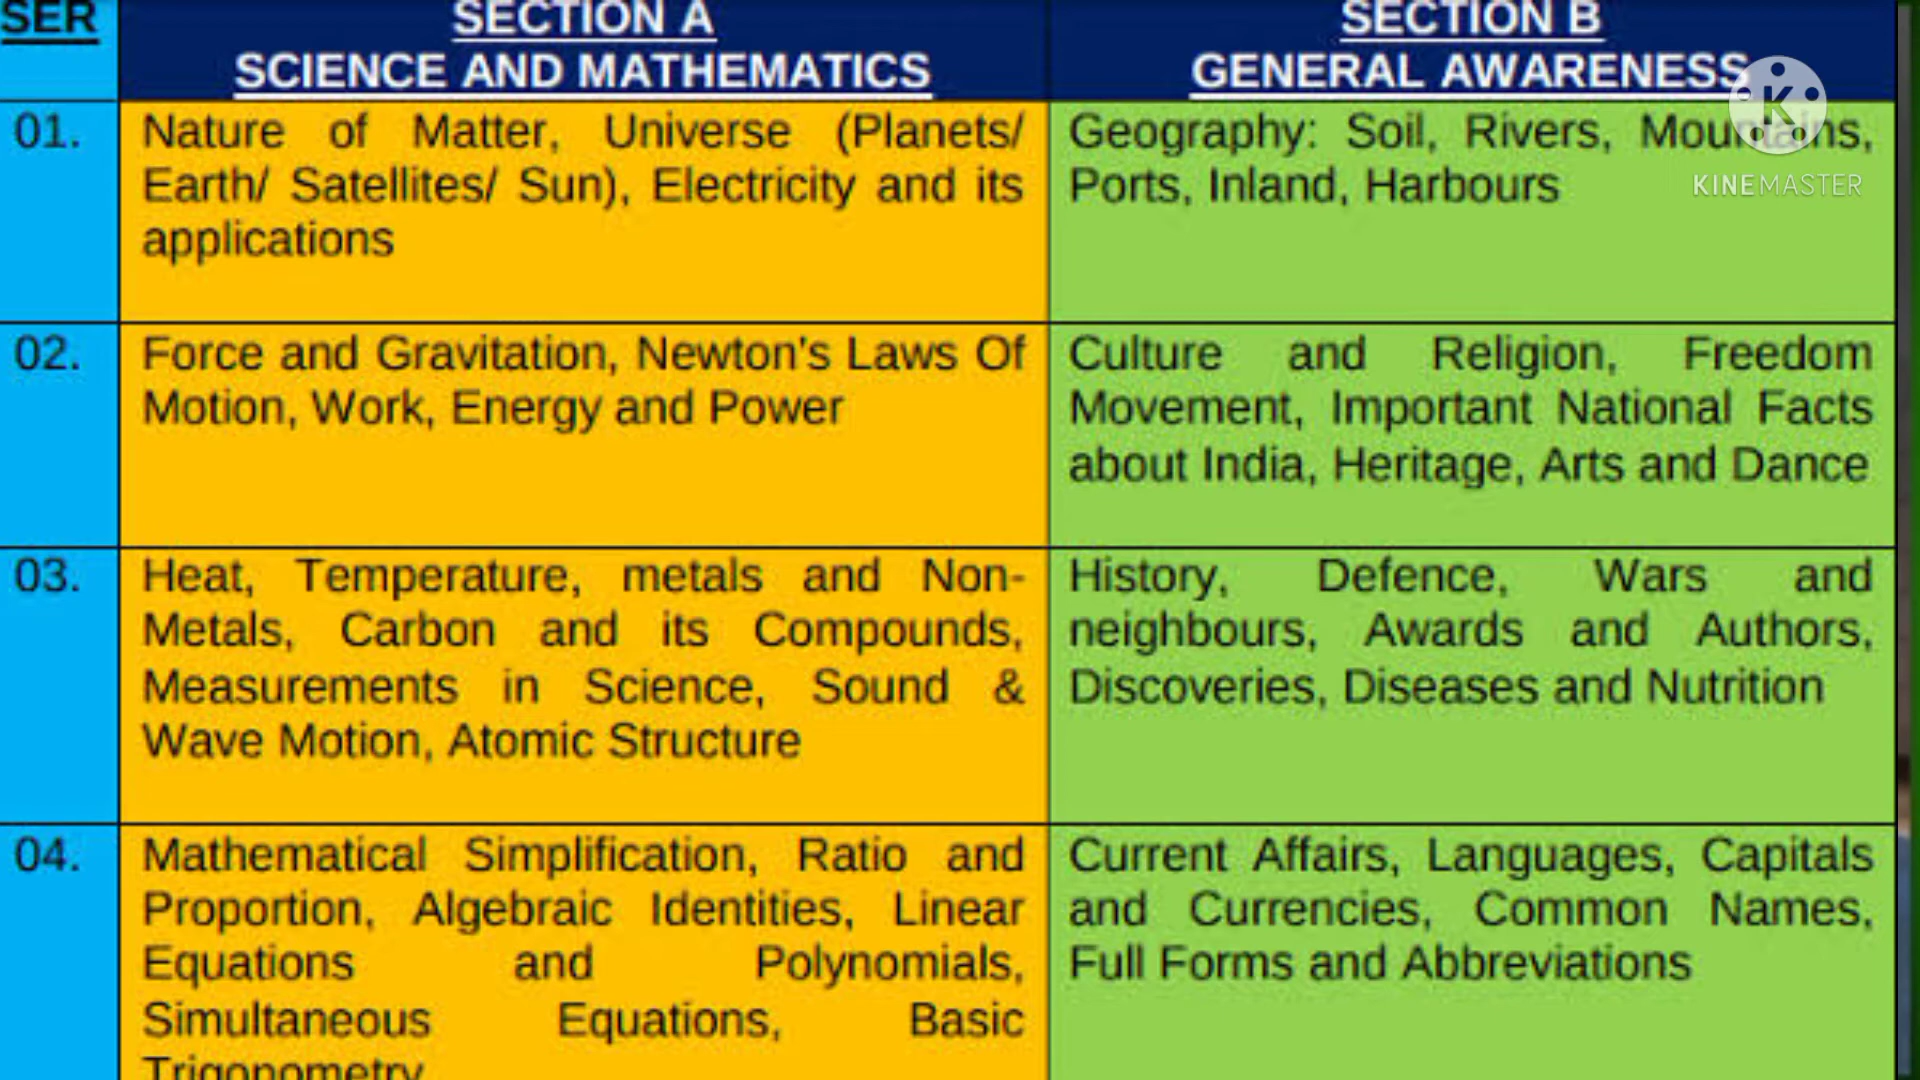 SER
SECTION A
SCIENCE AND MATHEMATICS
SECTION B
GENERAL AWARENESS
KINEMASTER
01.
Nature of Matter, Universe (Planets/
Earth/ Satellites/ Sun), Electricity and its
applications
Geography: Soil, Rivers, Mountains,
Ports, Inland, Harbours
02.
Force and Gravitation, Newton's Laws Of
Motion, Work, Energy and Power
Culture and Religion, Freedom
Movement, Important National Facts
about India, Heritage, Arts and Dance
03.
Heat, Temperature, metals and Non-
Metals, Carbon and its Compounds,
Measurements in Science, Sound &
Wave Motion, Atomic Structure
History, Defence, Wars and
neighbours, Awards and Authors,
Discoveries, Diseases and Nutrition
04.
Mathematical Simplification, Ratio and
Proportion, Algebraic Identities, Linear
Equations and Polynomials,
Simultaneous Equations, Basic
Trigonometry
Current Affairs, Languages, Capitals
and Currencies, Common Names,
Full Forms and Abbreviations